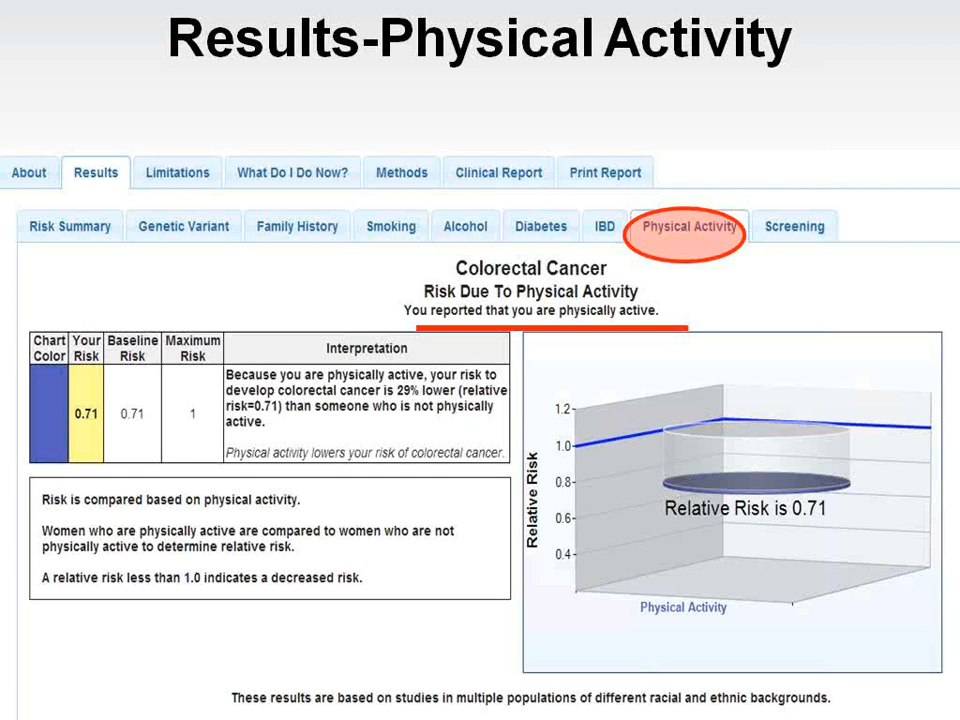 Results-Physical Activity
About Results Limitations What Do I Do Now? Methods Clinical Report Print Report
Risk Summary Genetic Variant Family History Smoking Alcohol Diabetes IBD Physical Activity Screening
Colorectal Cancer
Risk Due To Physical Activity
You reported that you are physically active.
Chart Color Your Risk Baseline Risk Maximum Risk Interpretation
0.71 0.71 1
Because you are physically active, your risk to
develop colorectal cancer is 29% lower (relative
risk=0.71) than someone who is not physically
active.
Physical activity lowers your risk of colorectal cancer.
Risk is compared based on physical activity.
Women who are physically active are compared to women who are not
physically active to determine relative risk.
A relative risk less than 1.0 indicates a decreased risk.
Relative Risk
1.2
1.0
0.8
0.6
0.4
Relative Risk is 0.71
Physical Activity
These results are based on studies in multiple populations of different racial and ethnic backgrounds.